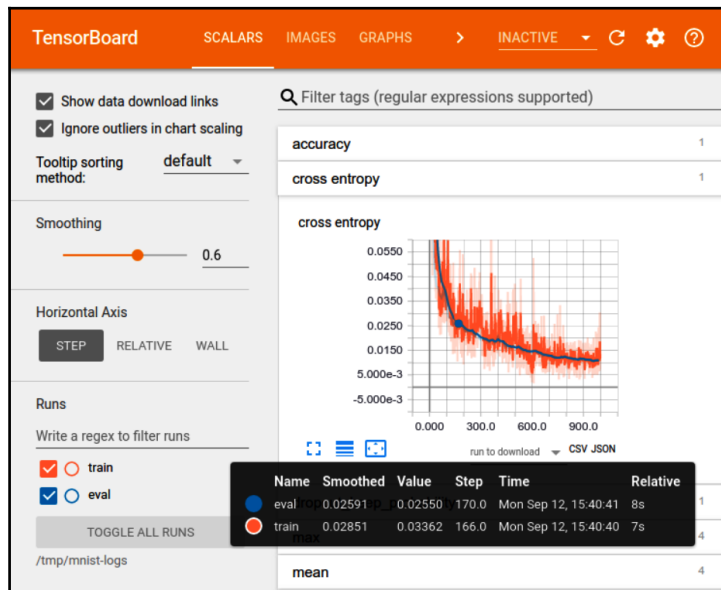 TensorBoard SCALARS IMAGES GRAPHS > INACTIVE
Show data download links
Ignore outliers in chart scaling
Tooltip sorting method: default
Smoothing
0.6
Horizontal Axis
STEP RELATIVE WALL
Runs
Write a regex to filter runs
train
eval
TOGGLE ALL RUNS
/tmp/mnist-logs
Filter tags (regular expressions supported)
accuracy 1
cross entropy 1
cross entropy
0.0550
0.0450
0.0350
0.0250
0.0150
5.000e-3
-5.000e-3
0.000 300.0 600.0 900.0
run to download CSV JSON
Name Smoothed Value Step Time Relative
eval 0.02591 0.02550 170.0 Mon Sep 12, 15:40:41 8s
train 0.02851 0.03362 166.0 Mon Sep 12, 15:40:40 7s
1
max 4
mean 4